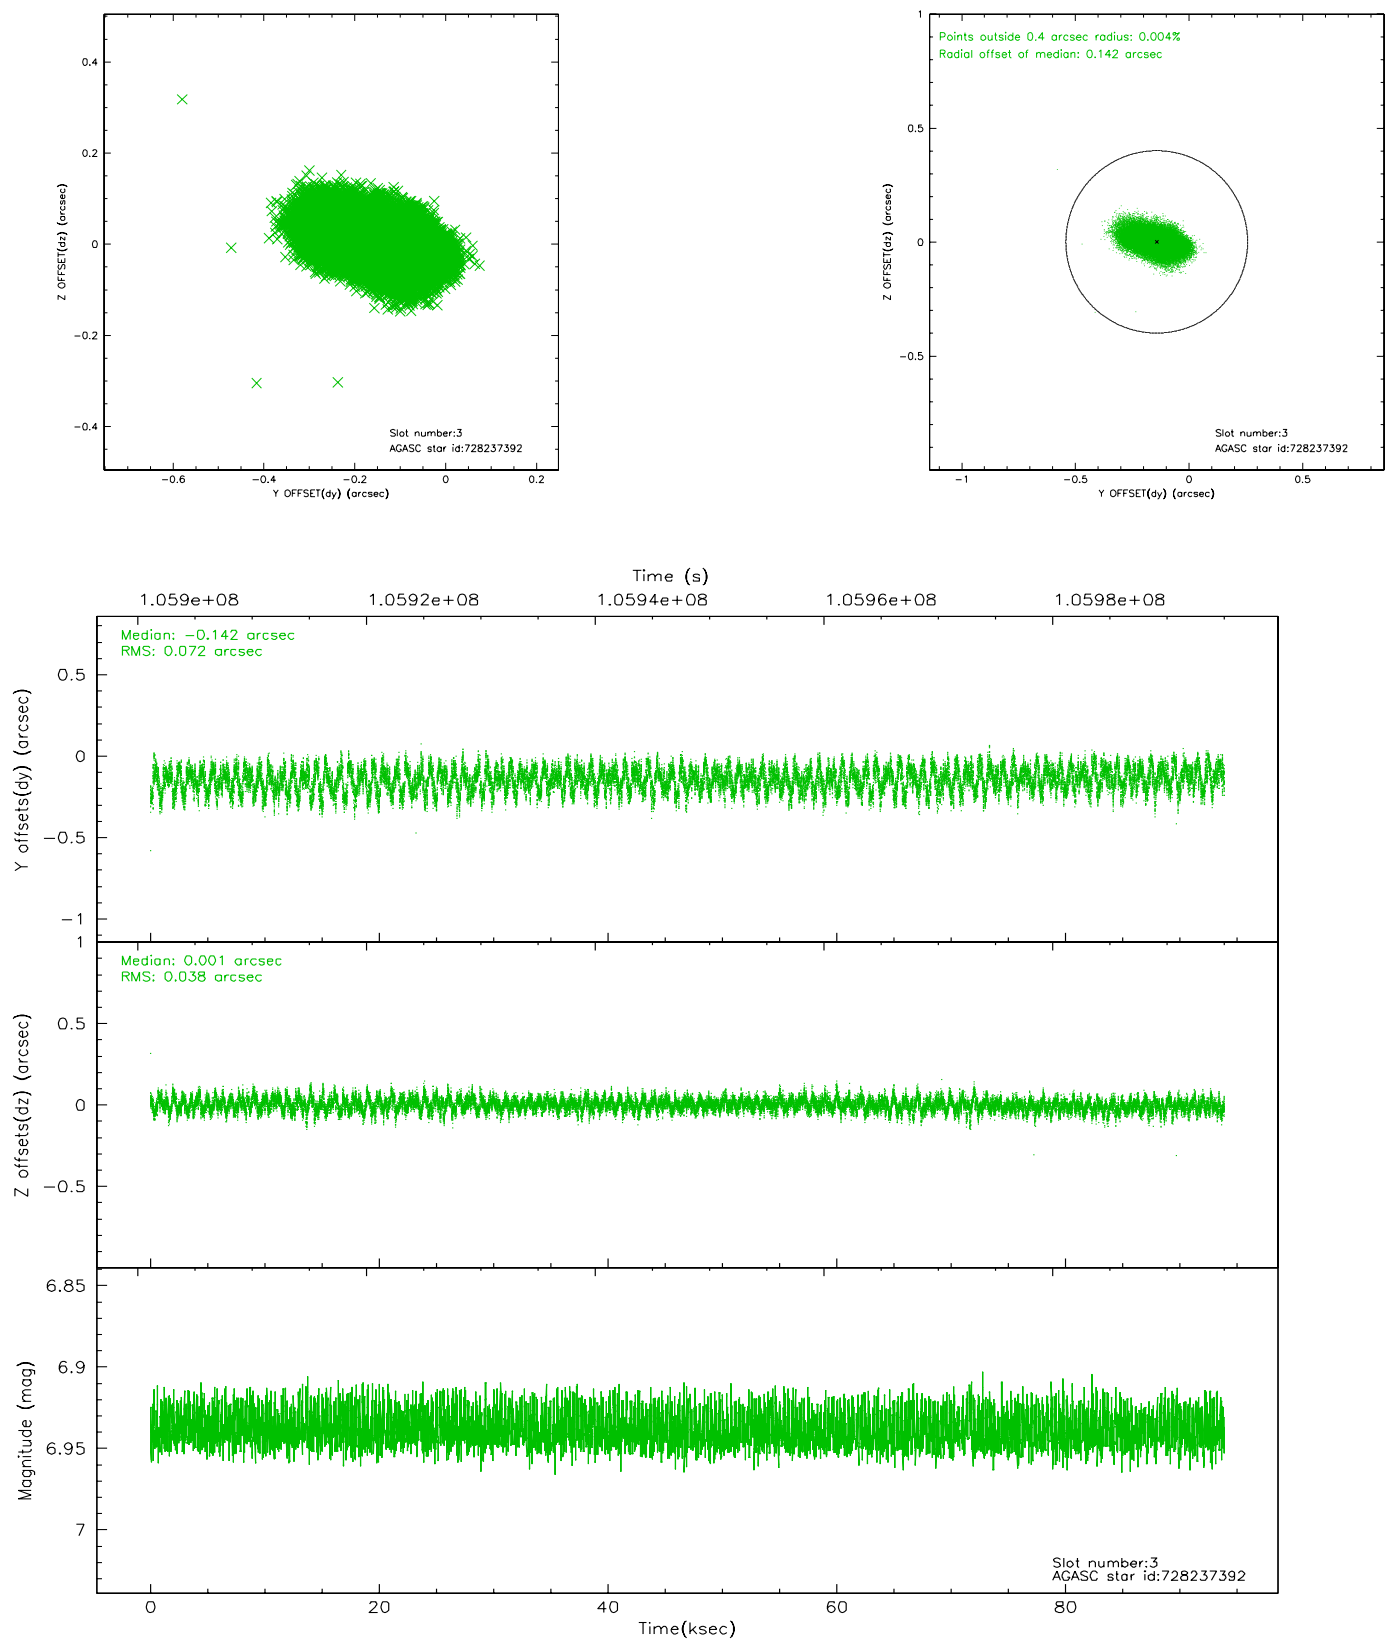 0.4
0.2
0
−0.2
−0.4
Z OFFSET(dz) (arcsec)
−0.6
−0.4
−0.2
0
0.2
Y OFFSET(dy) (arcsec)
Slot number:3
AGASC star id:728237392
Points outside 0.4 arcsec radius: 0.004%
Radial offset of median: 0.142 arcsec
1
0.5
0
−0.5
Z OFFSET(dz) (arcsec)
−1
−0.5
0
0.5
Y OFFSET(dy) (arcsec)
Slot number:3
AGASC star id:728237392
Time (s)
1.059e+08
1.0592e+08
1.0594e+08
1.0596e+08
1.0598e+08
Median: −0.142 arcsec
RMS: 0.072 arcsec
0.5
0
−0.5
−1
Y offsets(dy) (arcsec)
Median: 0.001 arcsec
RMS: 0.038 arcsec
1
0.5
0
−0.5
Z offsets(dz) (arcsec)
6.85
6.9
6.95
7
Magnitude (mag)
Slot number:3
AGASC star id:728237392
0
20
40
60
80
Time(ksec)